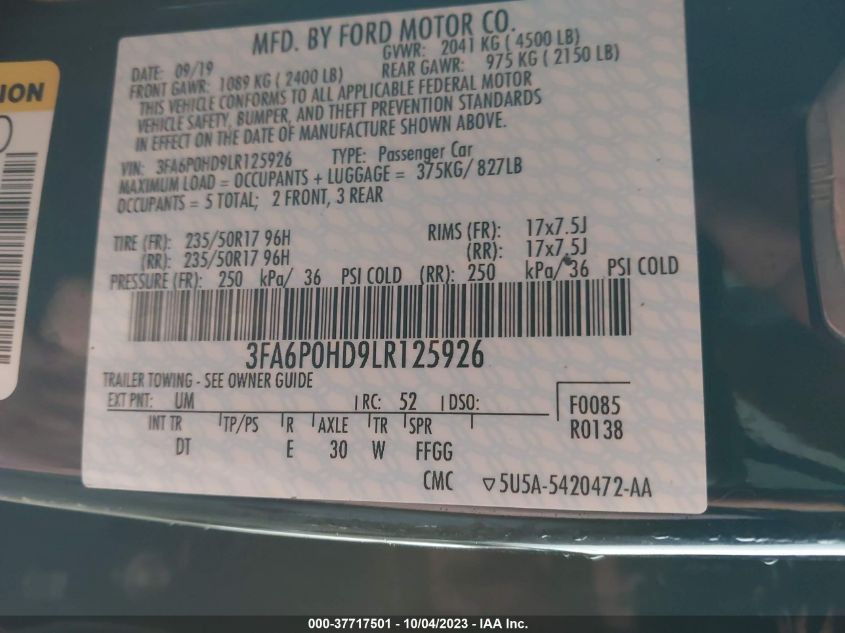 MFD. BY FORD MOTOR CO.
DATE: 09/19 GVWR: 2041 KG ( 4500 LB)
FRONT GAWR: 1089 KG ( 2400 LB) REAR GAWR: 975 KG ( 2150 LB)
THIS VEHICLE CONFORMS TO ALL APPLICABLE FEDERAL MOTOR
VEHICLE SAFETY, BUMPER, AND THEFT PREVENTION STANDARDS
IN EFFECT ON THE DATE OF MANUFACTURE SHOWN ABOVE.
VIN: 3FA6P0HD9LR125926 TYPE: Passenger Car
MAXIMUM LOAD = OCCUPANTS + LUGGAGE = 375KG/ 827LB
OCCUPANTS = 5 TOTAL; 2 FRONT, 3 REAR
TIRE (FR): 235/50R17 96H RIMS (FR): 17x7.5J
(RR): 235/50R17 96H (RR): 17x7.5J
PRESSURE (FR): 250 kPa/ 36 PSI COLD (RR): 250 kPa/ 36 PSI COLD
3FA6P0HD9LR125926
TRAILER TOWING - SEE OWNER GUIDE
EXT PNT: UM RC: 52 DSO: F0085
INT TR TP/PS R AXLE TR SPR R0138
DT E 30 W FFGG
CMC ▽5U5A-5420472-AA
000-37717501 - 10/04/2023 - IAA Inc.